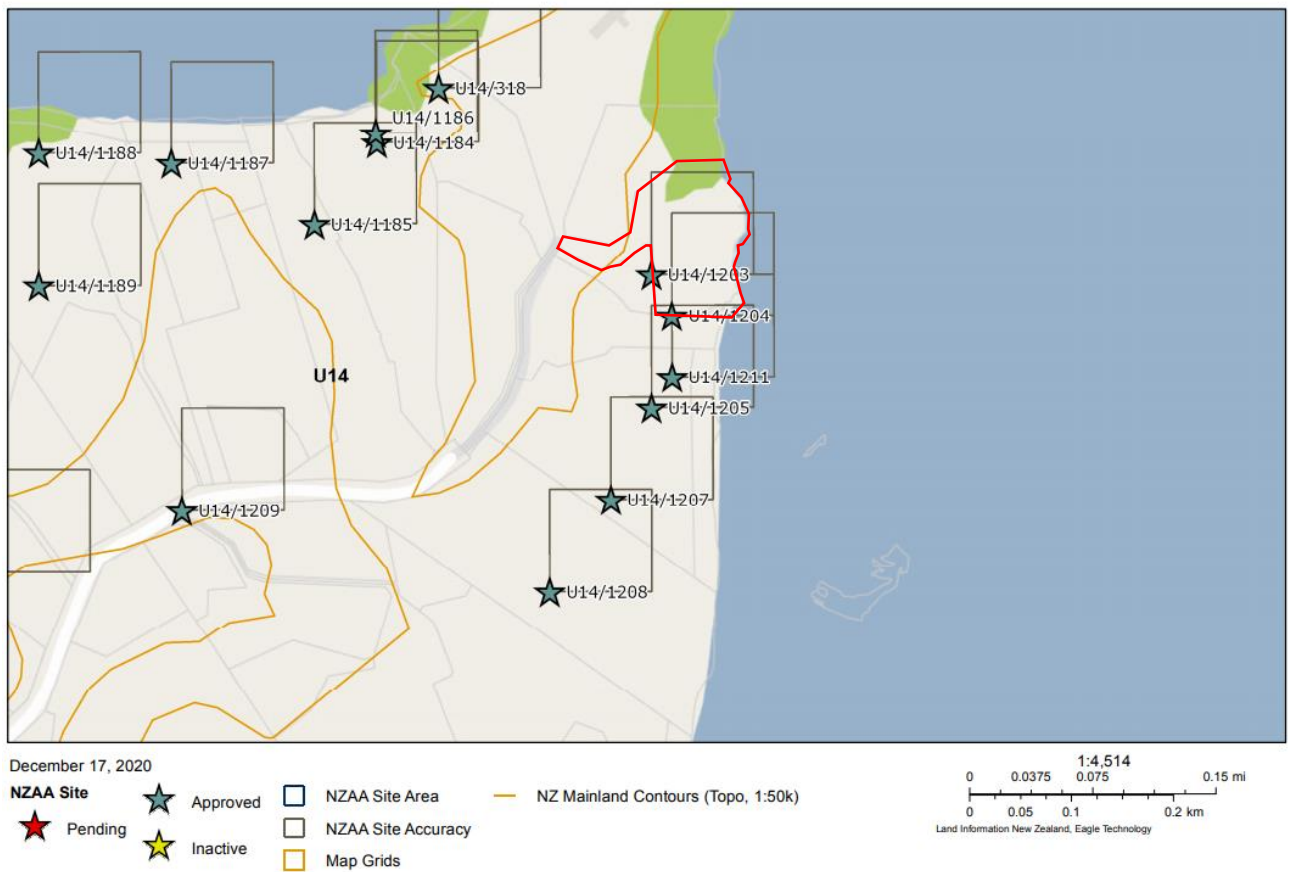 U14/318
U14/1186
U14/1184
U14/1188
U14/1187
U14/1185
U14/1203
U14/1189
U14/1204
U14
U14/1211
U14/1205
U14/1207
U14/1209
U14/1208
December 17, 2020
NZAA Site
Pending
Approved
Inactive
NZAA Site Area
NZAA Site Accuracy
Map Grids
NZ Mainland Contours (Topo, 1:50k)
1:4,514
0 0.0375 0.075 0.15 mi
0 0.05 0.1 0.2 km
Land Information New Zealand, Eagle Technology